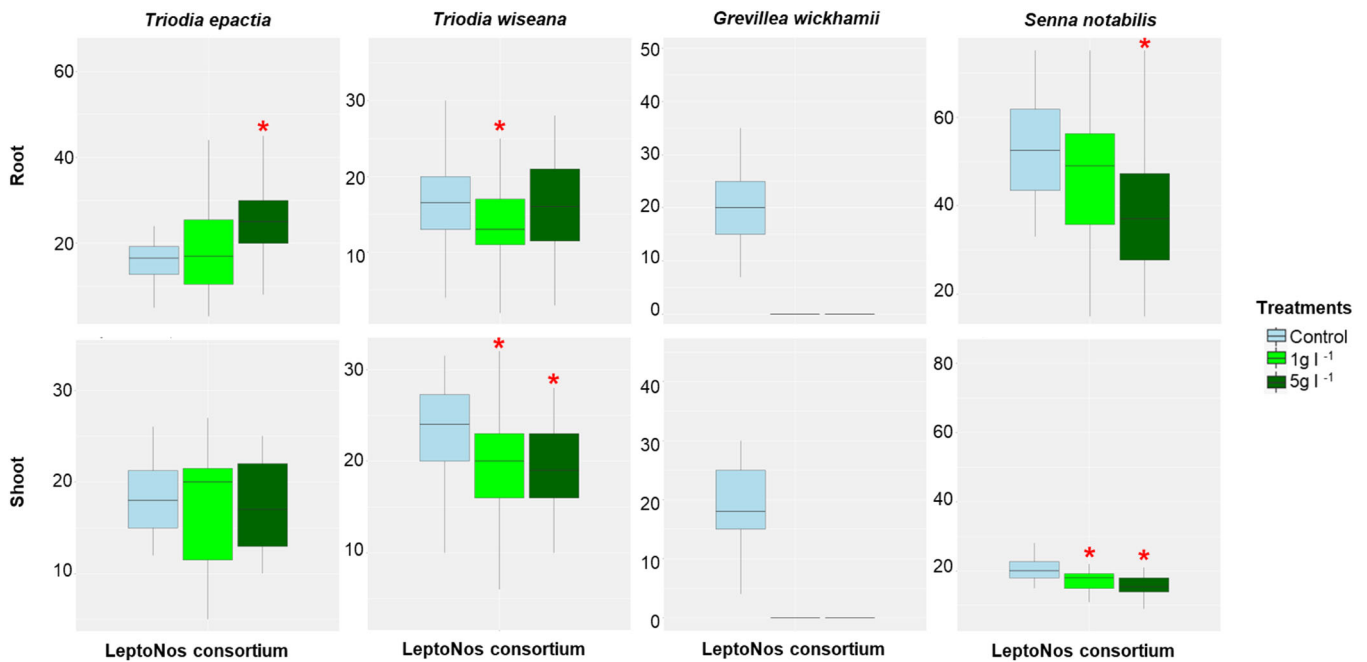 Triodia epactia
Triodia wiseana
Grevillea wickhamii
Senna notabilis
Root
60
40
20
*
30
20
10
*
50
40
30
20
10
0
60
40
20
*
Shoot
30
20
10
30
20
10
*
*
40
30
20
10
0
80
60
40
20
*
*
LeptoNos consortium
LeptoNos consortium
LeptoNos consortium
LeptoNos consortium
Treatments
Control
1g l -1
5g l -1